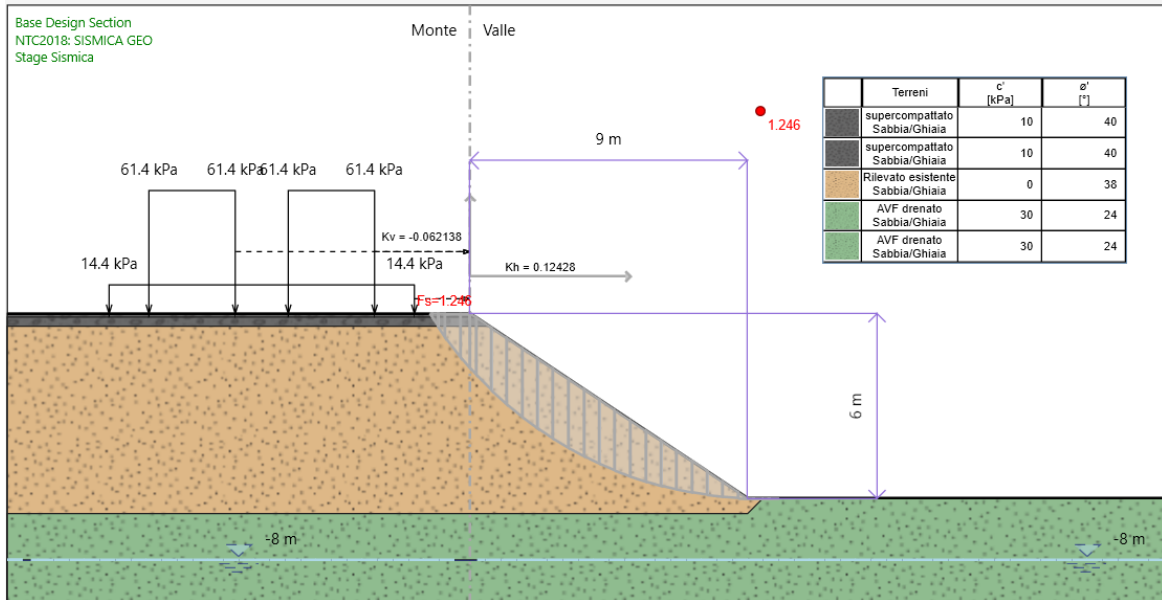 Base Design Section
NTC2018: SISMICA GEO
Stage Sismica
Monte
Valle
Terreni
c'
[kPa]
ø'
[°]
supercompattato
Sabbia/Ghiaia
10
40
supercompattato
Sabbia/Ghiaia
10
40
Rilevato esistente
Sabbia/Ghiaia
0
38
AVF drenato
Sabbia/Ghiaia
30
24
AVF drenato
Sabbia/Ghiaia
30
24
1.246
9 m
61.4 kPa
61.4 kPa
61.4 kPa
61.4 kPa
Kv = -0.062138
14.4 kPa
14.4 kPa
Kh = 0.12428
Fs=1.246
6 m
-8 m
-8 m